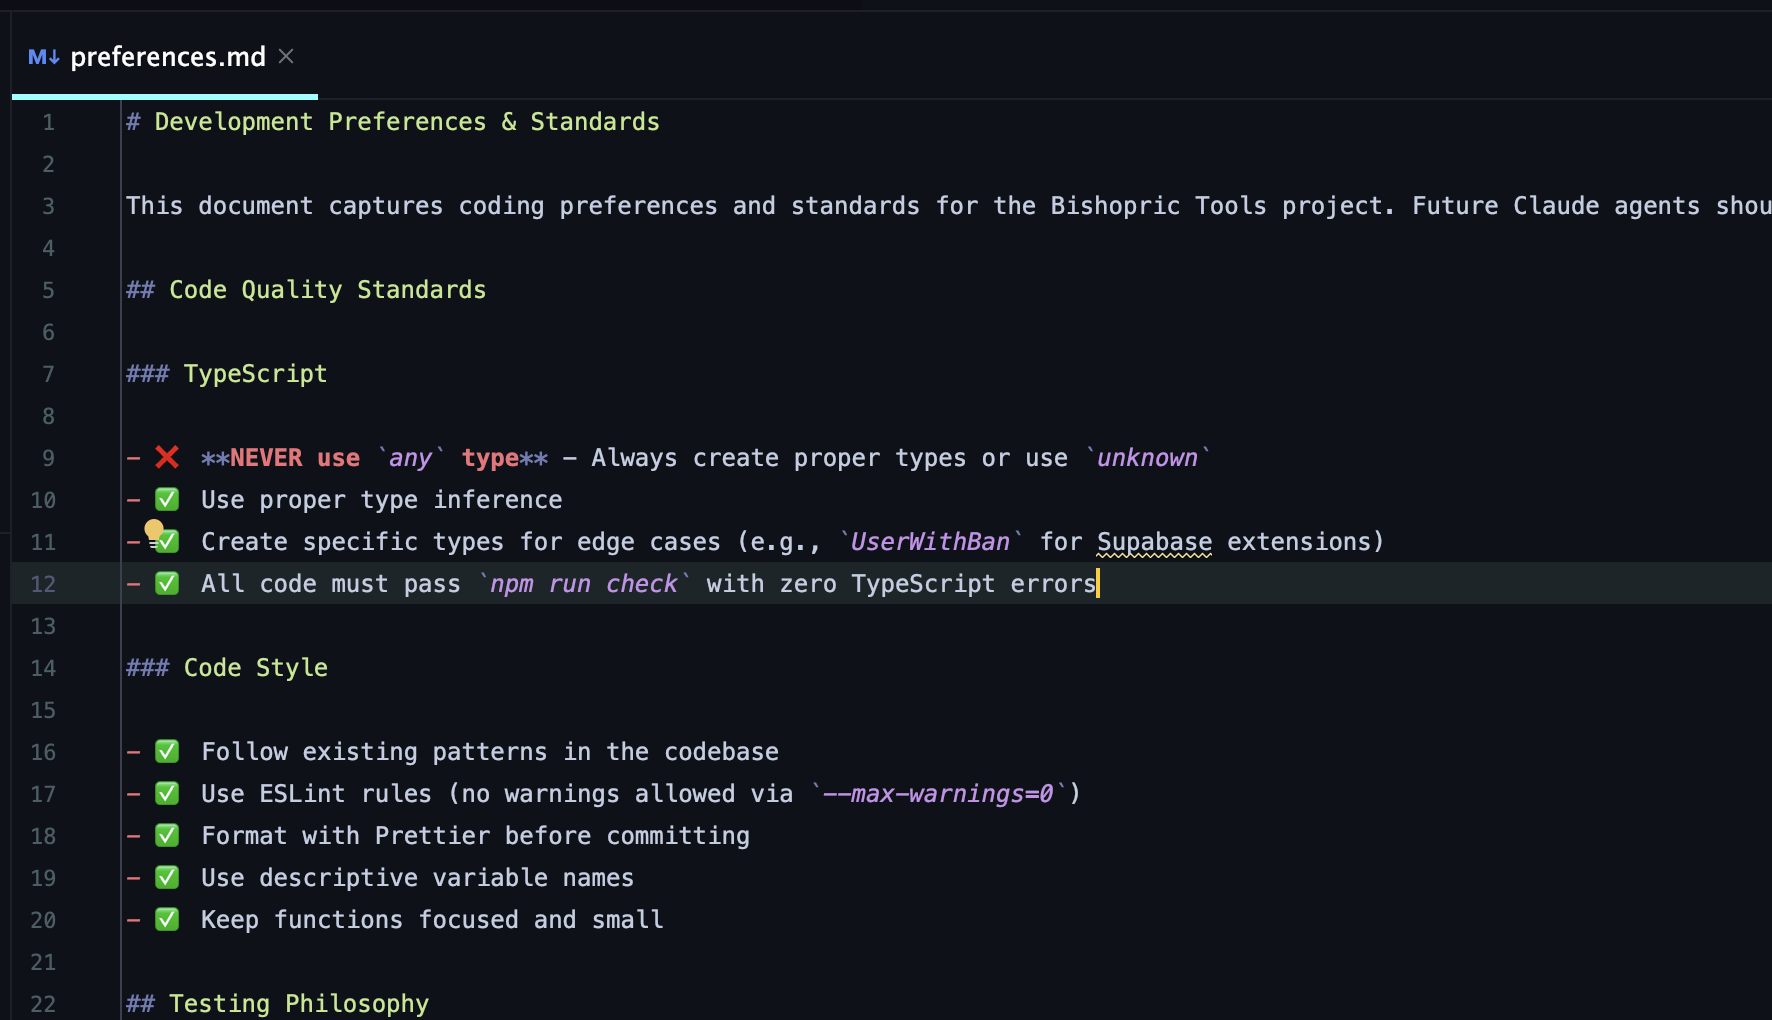 M↓ preferences.md ×
1 # Development Preferences & Standards
2
3 This document captures coding preferences and standards for the Bishopric Tools project. Future Claude agents shou
4
5 ## Code Quality Standards
6
7 ### TypeScript
8
9 - ❌ **NEVER use `any` type** - Always create proper types or use `unknown`
10 - ✅ Use proper type inference
11 - ✅ Create specific types for edge cases (e.g., `UserWithBan` for Supabase extensions)
12 - ✅ All code must pass `npm run check` with zero TypeScript errors
13
14 ### Code Style
15
16 - ✅ Follow existing patterns in the codebase
17 - ✅ Use ESLint rules (no warnings allowed via `--max-warnings=0`)
18 - ✅ Format with Prettier before committing
19 - ✅ Use descriptive variable names
20 - ✅ Keep functions focused and small
21
22 ## Testing Philosophy